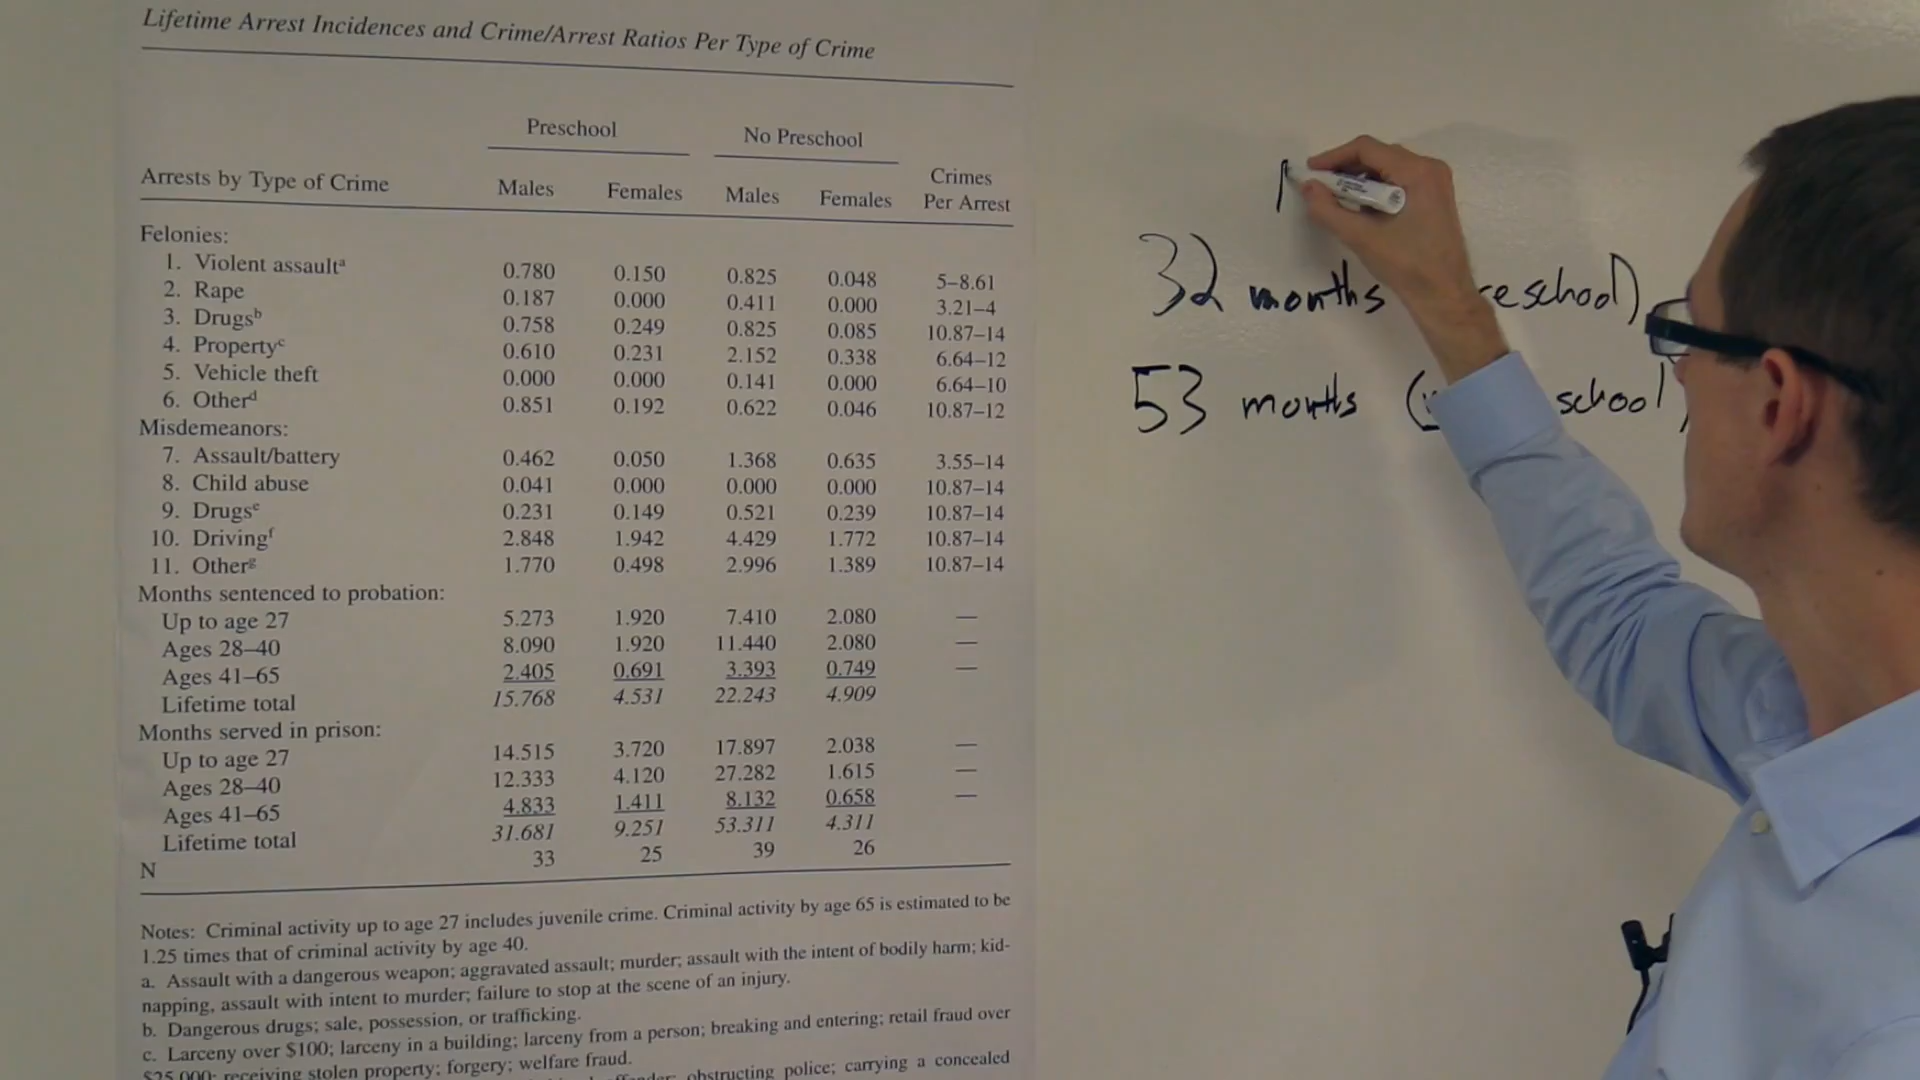 Lifetime Arrest Incidences and Crime/Arrest Ratios Per Type of Crime
Preschool No Preschool
Arrests by Type of Crime Males Females Males Females Crimes Per Arrest
Felonies:
1. Violent assaultᵃ 0.780 0.150 0.825 0.048 5–8.61
2. Rape 0.187 0.000 0.411 0.000 3.21–4
3. Drugsᵇ 0.758 0.249 0.825 0.085 10.87–14
4. Propertyᶜ 0.610 0.231 2.152 0.338 6.64–12
5. Vehicle theft 0.000 0.000 0.141 0.000 6.64–10
6. Otherᵈ 0.851 0.192 0.622 0.046 10.87–12
Misdemeanors:
7. Assault/battery 0.462 0.050 1.368 0.635 3.55–14
8. Child abuse 0.041 0.000 0.000 0.000 10.87–14
9. Drugsᵉ 0.231 0.149 0.521 0.239 10.87–14
10. Drivingᶠ 2.848 1.942 4.429 1.772 10.87–14
11. Otherᵍ 1.770 0.498 2.996 1.389 10.87–14
Months sentenced to probation:
Up to age 27 5.273 1.920 7.410 2.080 —
Ages 28–40 8.090 1.920 11.440 2.080 —
Ages 41–65 2.405 0.691 3.393 0.749 —
Lifetime total 15.768 4.531 22.243 4.909
Months served in prison:
Up to age 27 14.515 3.720 17.897 2.038 —
Ages 28–40 12.333 4.120 27.282 1.615 —
Ages 41–65 4.833 1.411 8.132 0.658 —
Lifetime total 31.681 9.251 53.311 4.311
N 33 25 39 26
Notes: Criminal activity up to age 27 includes juvenile crime. Criminal activity by age 65 is estimated to be
1.25 times that of criminal activity by age 40.
a. Assault with a dangerous weapon; aggravated assault; murder; assault with the intent of bodily harm; kid-
napping, assault with intent to murder; failure to stop at the scene of an injury.
b. Dangerous drugs; sale, possession, or trafficking.
c. Larceny over $100; larceny in a building; larceny from a person; breaking and entering; retail fraud over
$25,000; receiving stolen property; forgery; welfare fraud.
obstructing police; carrying a concealed
32 months reschool)
53 months ( school)